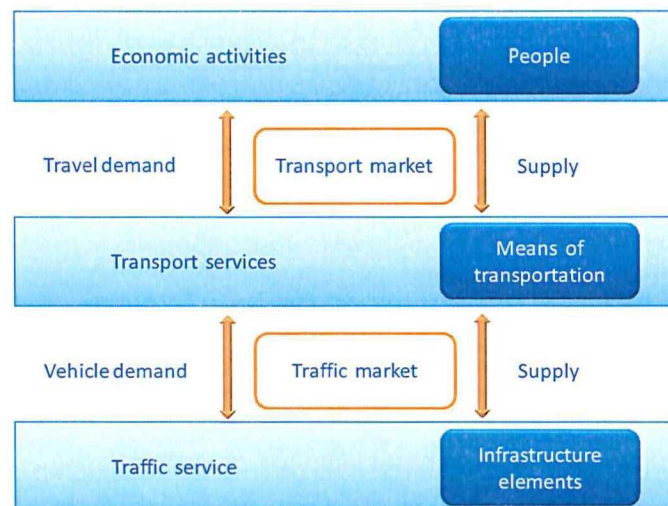 Economic activities
People
Travel demand
Transport market
Supply
Transport services
Means of
transportation
Vehicle demand
Traffic market
Supply
Traffic service
Infrastructure
elements